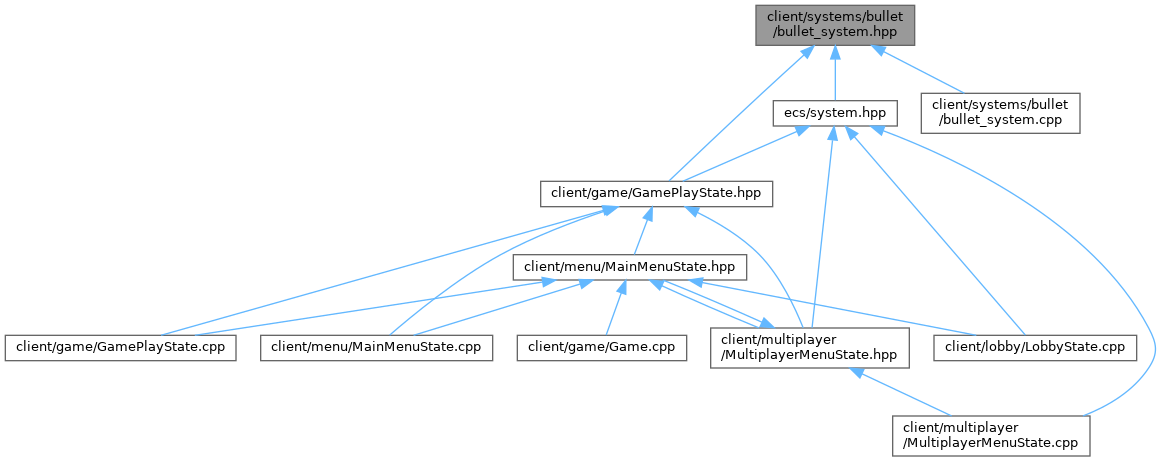 client/systems/bullet
/bullet_system.hpp
ecs/system.hpp
client/systems/bullet
/bullet_system.cpp
client/game/GamePlayState.hpp
client/menu/MainMenuState.hpp
client/game/GamePlayState.cpp
client/menu/MainMenuState.cpp
client/game/Game.cpp
client/multiplayer
/MultiplayerMenuState.hpp
client/lobby/LobbyState.cpp
client/multiplayer
/MultiplayerMenuState.cpp